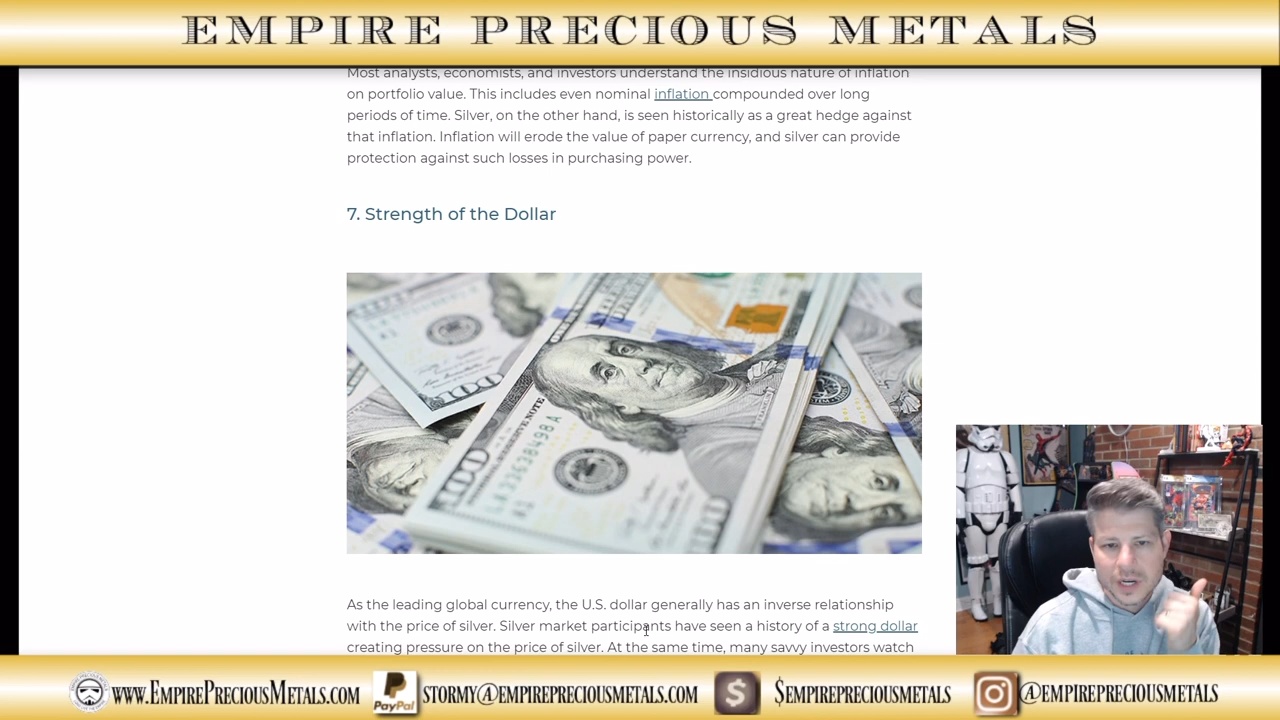 EMPIRE PRECIOUS METALS
Most analysts, economists, and investors understand the insidious nature of inflation
on portfolio value. This includes even nominal inflation compounded over long
periods of time. Silver, on the other hand, is seen historically as a great hedge against
that inflation. Inflation will erode the value of paper currency, and silver can provide
protection against such losses in purchasing power.
7. Strength of the Dollar
100
100
As the leading global currency, the U.S. dollar generally has an inverse relationship
with the price of silver. Silver market participants have seen a history of a strong dollar
creating pressure on the price of silver. At the same time, many savvy investors watch
www.EmpirePreciousMetals.com
PayPal
stormy@empirepreciousmetals.com
$
$empirepreciousmetals
@empirepreciousmetals